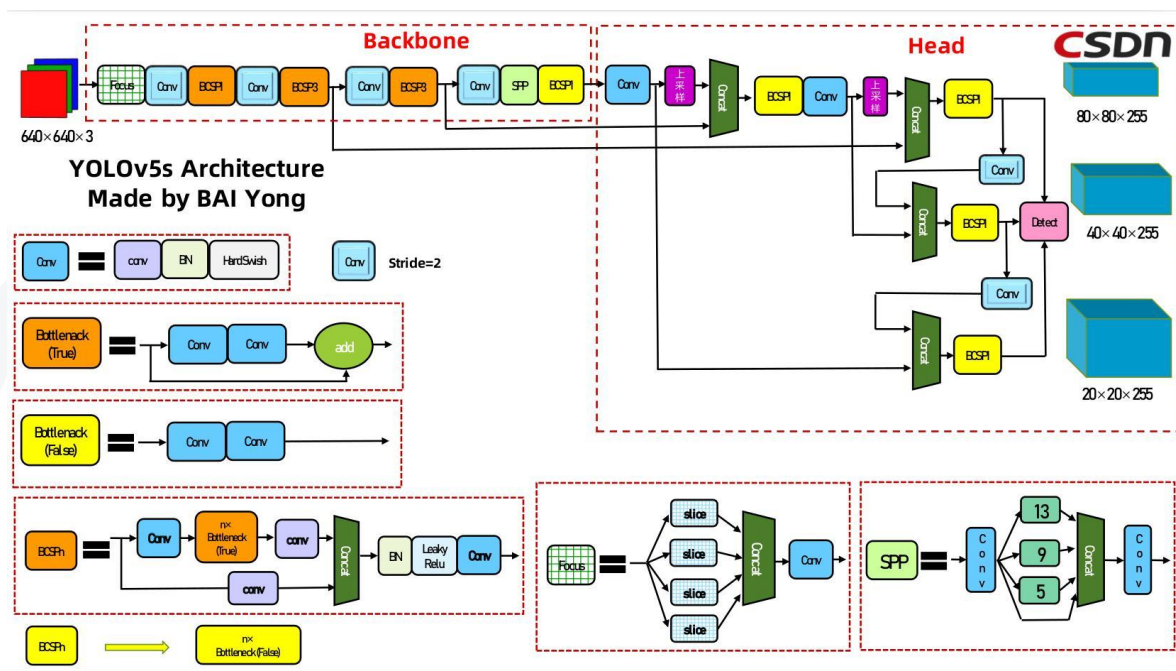 Backbone
Head
CSDN
Focus
Conv
BCSP1
Conv
BCSP3
Conv
BCSP3
Conv
SPP
BCSP1
Conv
上采样
Concat
BCSP1
Conv
上采样
Concat
BCSP1
640×640×3
80×80×255
YOLOv5s Architecture
Made by BAI Yong
Conv
Concat
BCSP1
Detect
40×40×255
Conv
conv
BN
HardSwish
Conv
Stride=2
Conv
Bottlenack
(True)
Conv
Conv
add
Concat
BCSP1
20×20×255
Bottlenack
(False)
Conv
Conv
BCSPn
Conv
n×
Bottleneck
(True)
conv
Concat
BN
Leaky
Relu
Conv
conv
Focus
slice
slice
slice
slice
Concat
Conv
SPP
Conv
13
9
5
Concat
Conv
BCSPn
n×
Bottleneck(False)